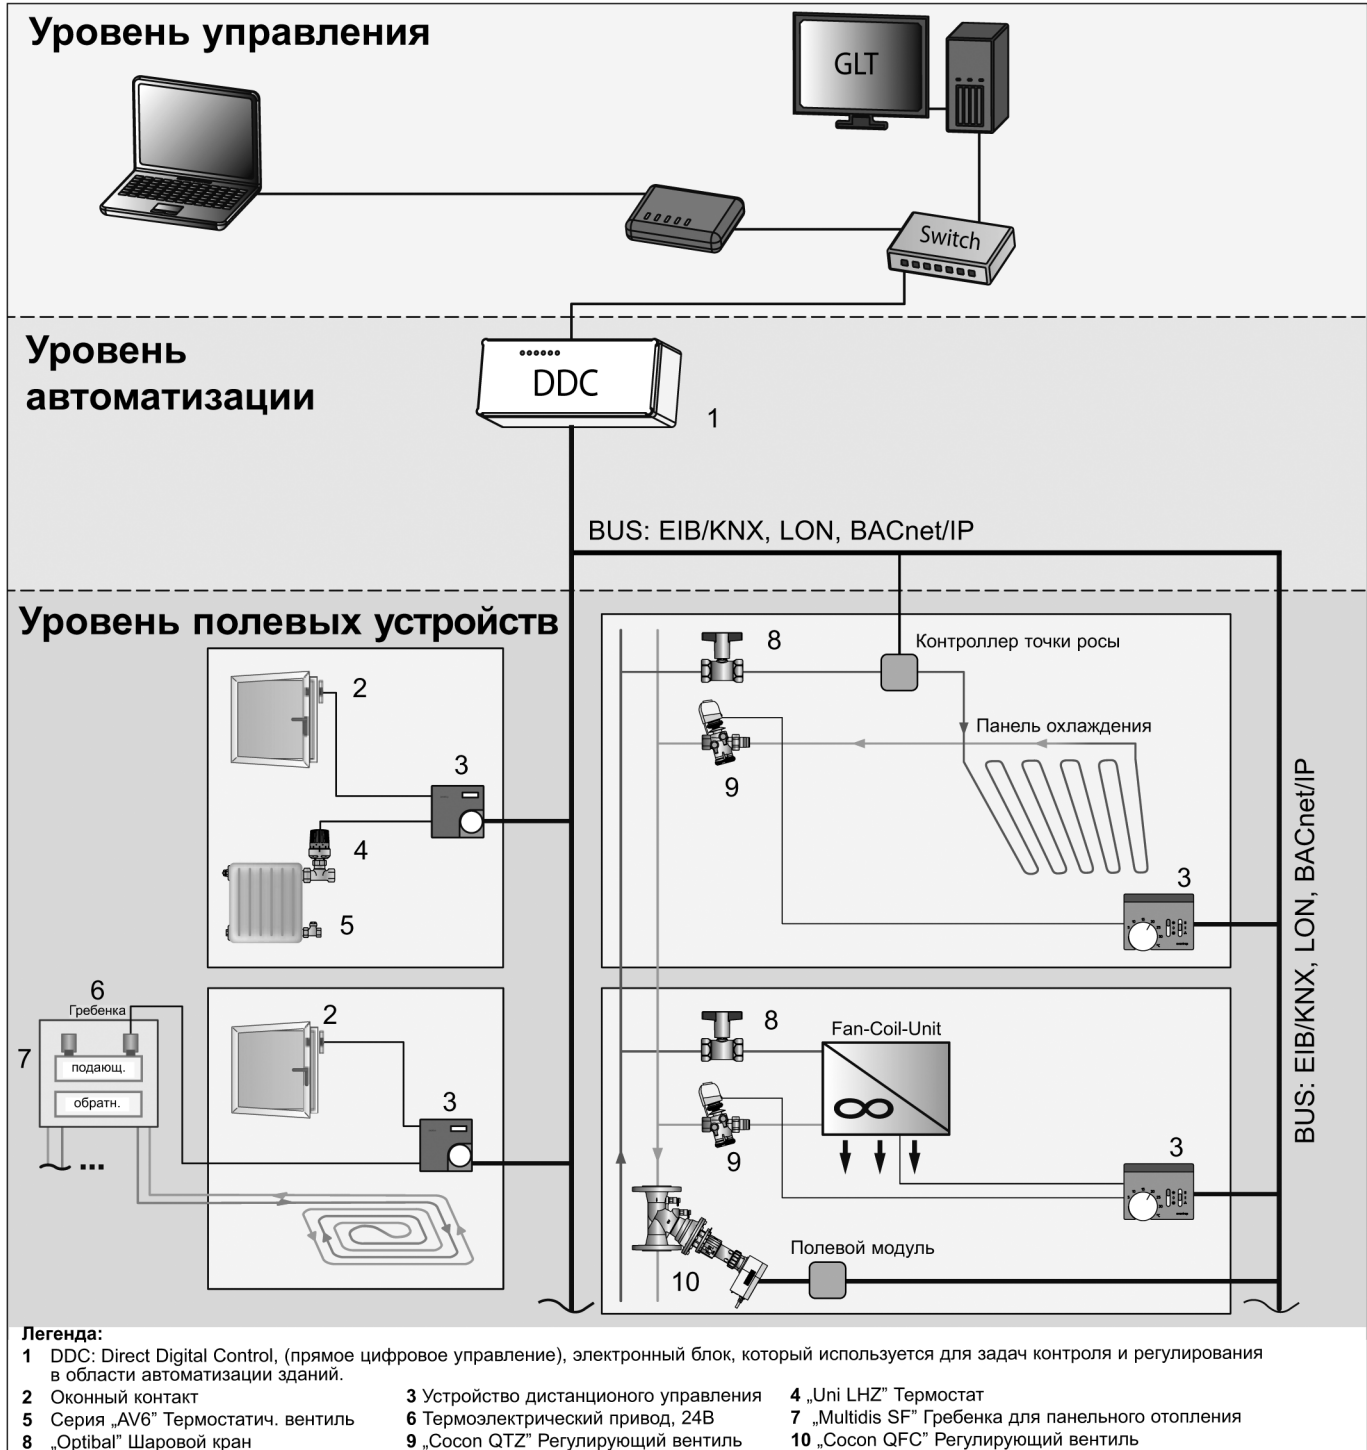 Уровень управления
GLT
Switch
Уровень
автоматизации
DDC
1
BUS: EIB/KNX, LON, BACnet/IP
Уровень полевых устройств
8
Контроллер точки росы
2
Панель охлаждения
3
9
BUS: EIB/KNX, LON, BACnet/IP
4
3
5
6
Гребенка
2
8
Fan-Coil-Unit
7
подающ.
обратн.
3
9
3
...
Полевой модуль
10
Легенда:
1 DDC: Direct Digital Control, (прямое цифровое управление), электронный блок, который используется для задач контроля и регулирования
в области автоматизации зданий.
2 Оконный контакт 3 Устройство дистанционого управления 4 „Uni LHZ” Термостат
5 Серия „AV6” Термостатич. вентиль 6 Термоэлектрический привод, 24В 7 „Multidis SF” Гребенка для панельного отопления
8 „Optibal” Шаровой кран 9 „Cocon QTZ” Регулирующий вентиль 10 „Cocon QFC” Регулирующий вентиль